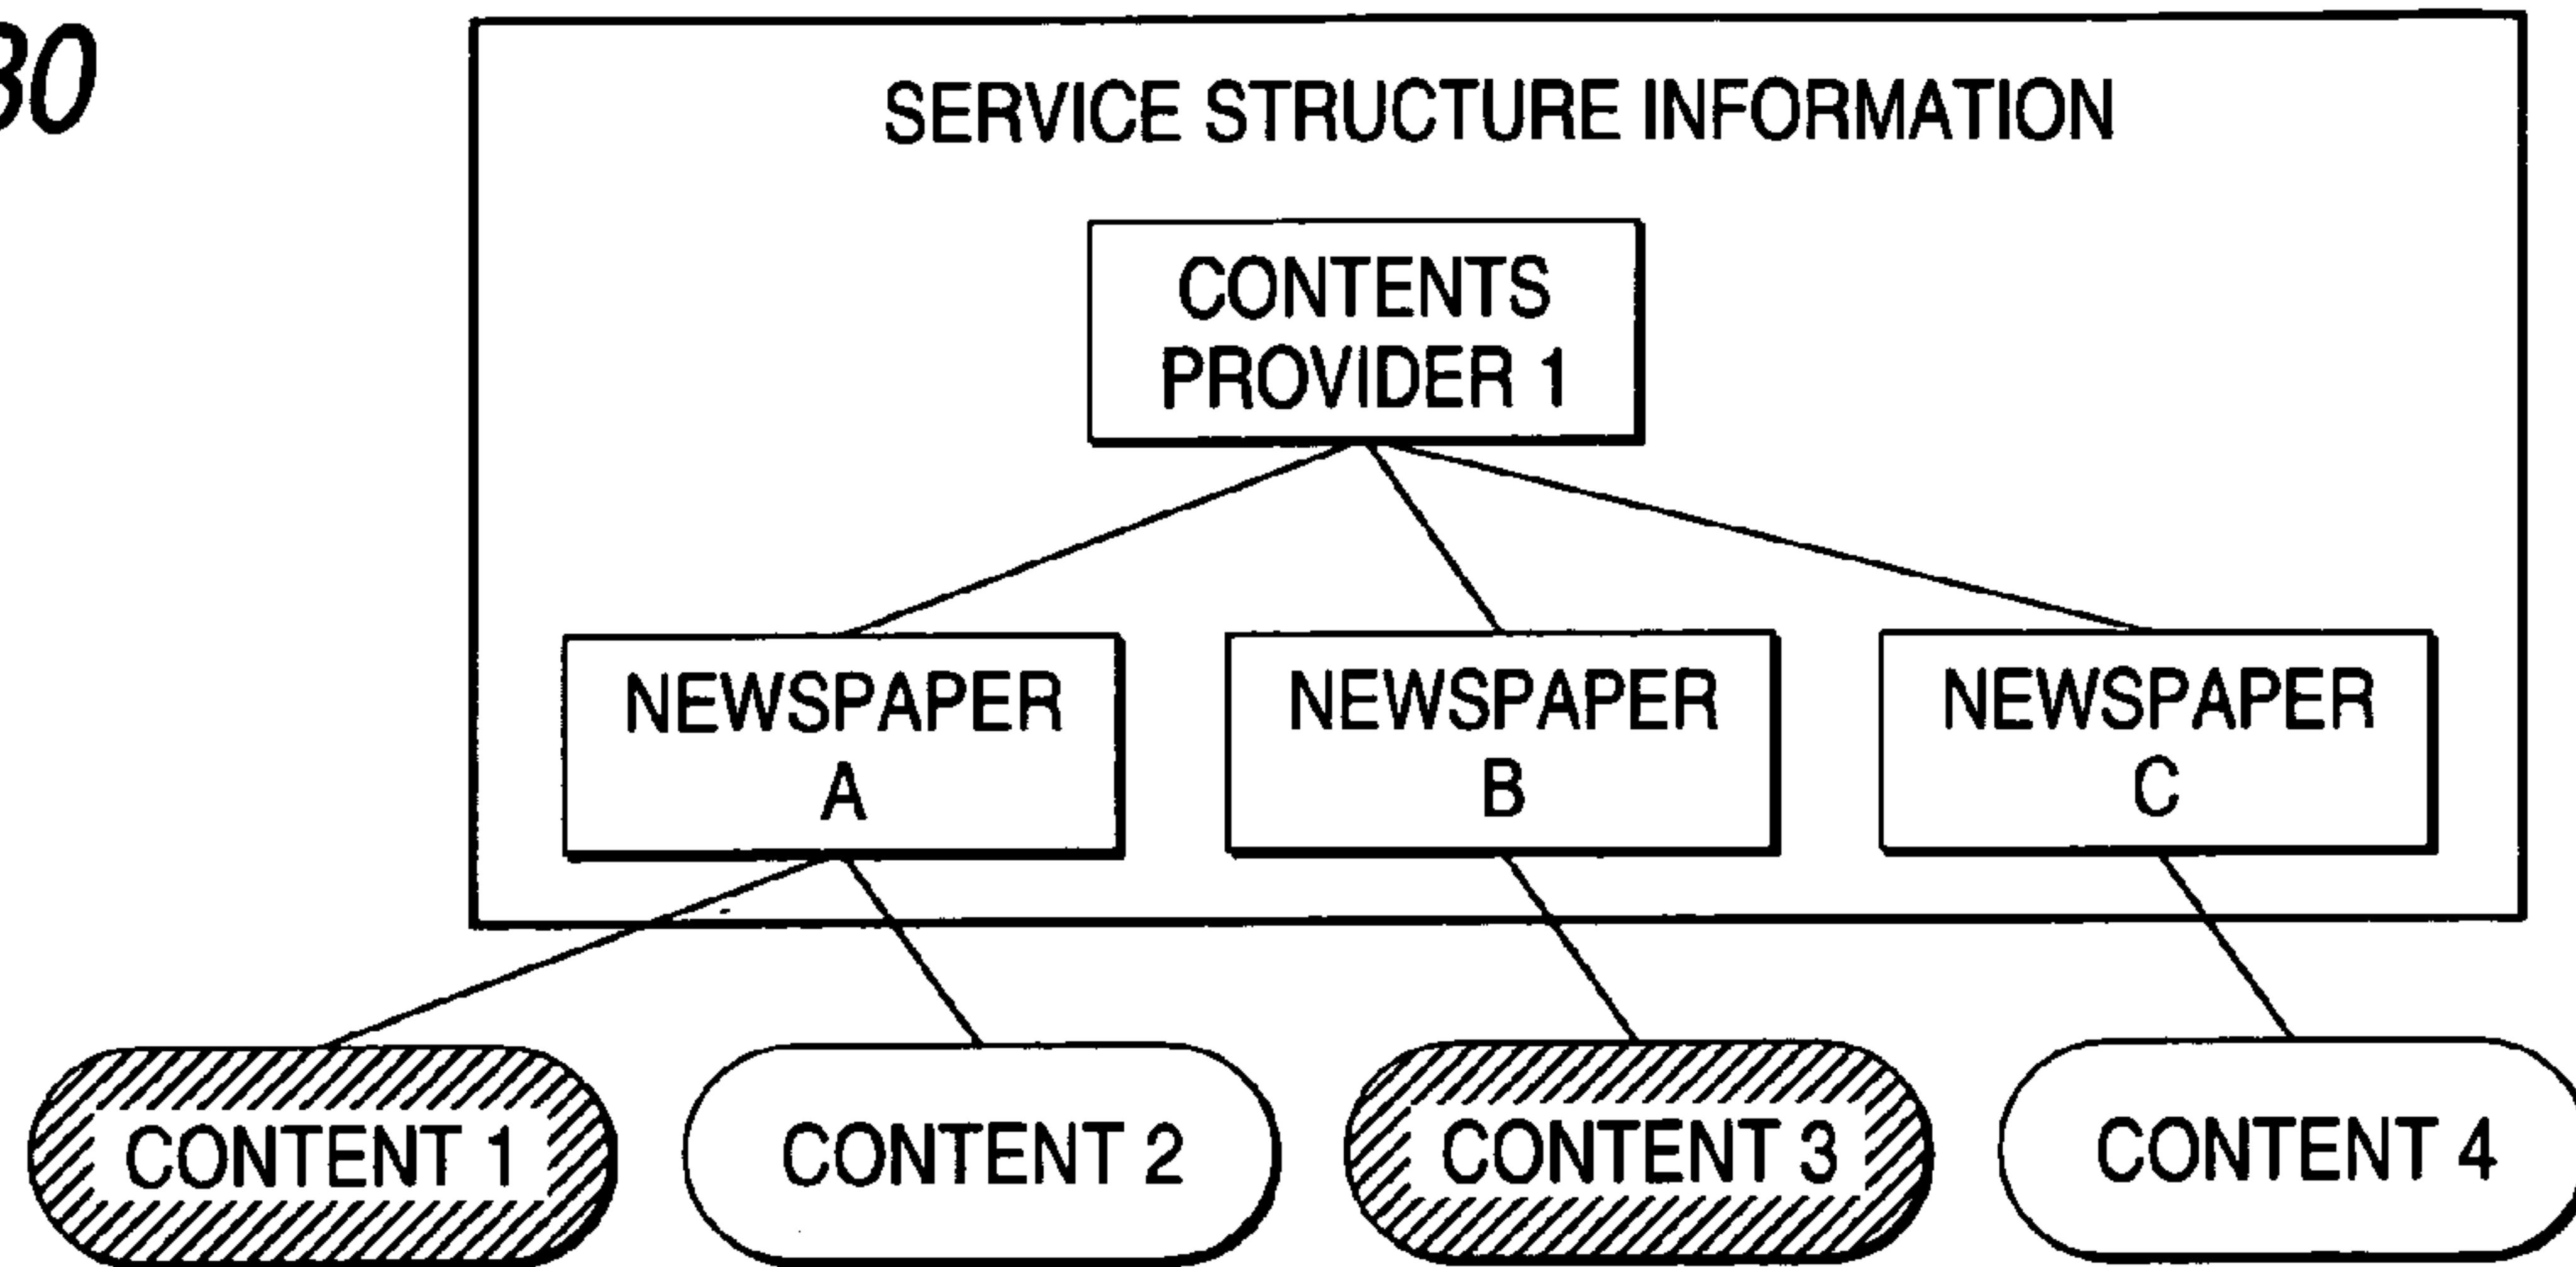 30
SERVICE STRUCTURE INFORMATION
CONTENTS
PROVIDER 1
NEWSPAPER
A
NEWSPAPER
B
NEWSPAPER
C
CONTENT 1
CONTENT 2
CONTENT 3
CONTENT 4